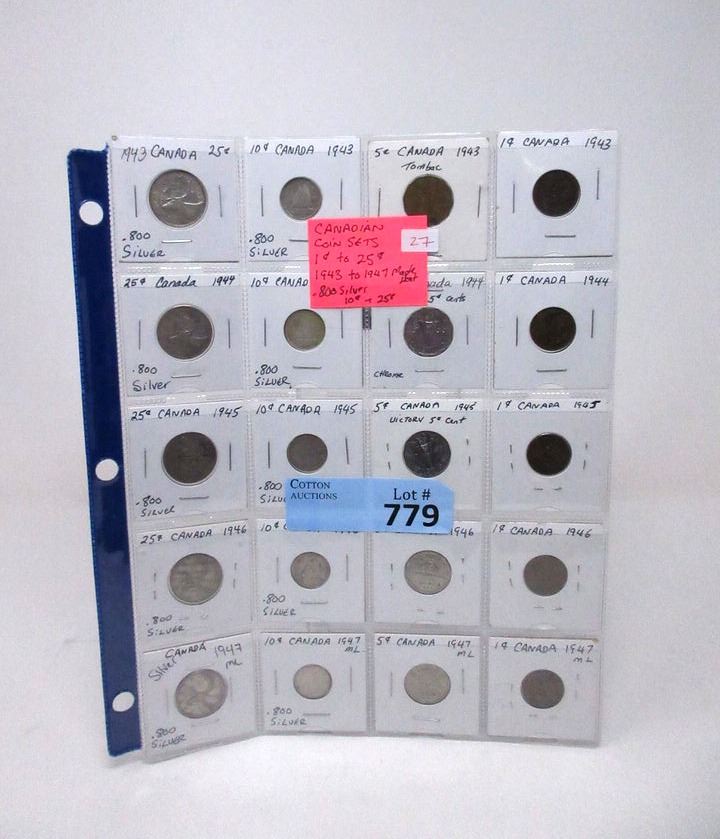 1943 CANADA 25¢
.800
SILVER
10¢ CANADA 1943
.800
SILVER
5¢ CANADA 1943
Tombac
1¢ CANADA 1943
CANADIAN
COIN SETS
1¢ to 25¢
1943 to 1947 Maple
.800 Silver
10¢ + 25¢
27
25¢ Canada 1944
.800
Silver
10¢ CANAD
.800
SILVER
nada 1944
5¢ cents
CHROME
1¢ CANADA 1944
25¢ CANADA 1945
.800
SILVER
10¢ CANADA 1945
.800
5¢ CANADA 1945
VICTORY 5¢ Cent
1¢ CANADA 1945
COTTON
AUCTIONS
Lot #
779
25¢ CANADA 1946
.800
SILVER
10¢
.800
SILVER
1946
1¢ CANADA 1946
Silver CANADA 1947
ML
.800
SILVER
10¢ CANADA 1947
ML
.800
SILVER
5¢ CANADA 1947
ML
1¢ CANADA 1947
ML